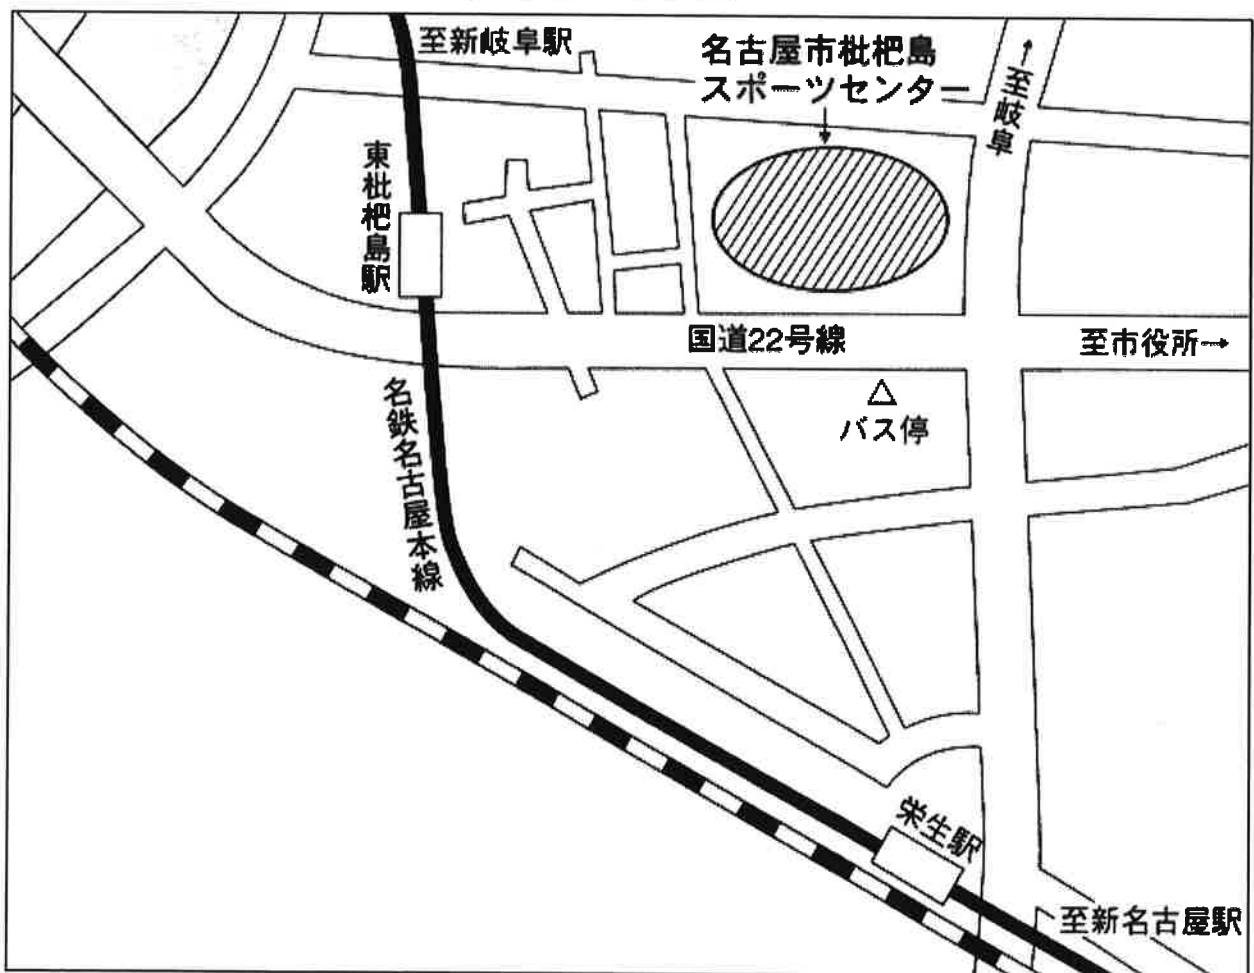 至新岐阜駅
名古屋市枇杷島
スポーツセンター
↑至岐阜
東枇杷島駅
国道22号線
至市役所→
バス停
名鉄名古屋本線
栄生駅
至新名古屋駅